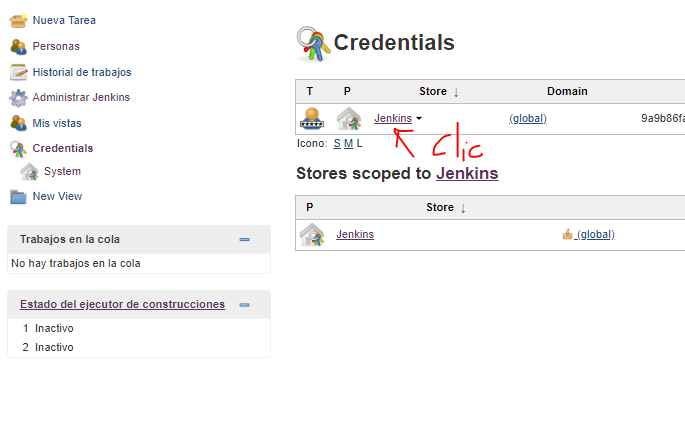 Nueva Tarea
Personas
Historial de trabajos
Administrar Jenkins
Mis vistas
Credentials
System
New View
Trabajos en la cola
No hay trabajos en la cola
Estado del ejecutor de construcciones
1 Inactivo
2 Inactivo
Credentials
T P Store ↓ Domain
Jenkins (global) 9a9b86fa
Icono: S M L
Clic
Stores scoped to Jenkins
P Store ↓
Jenkins (global)